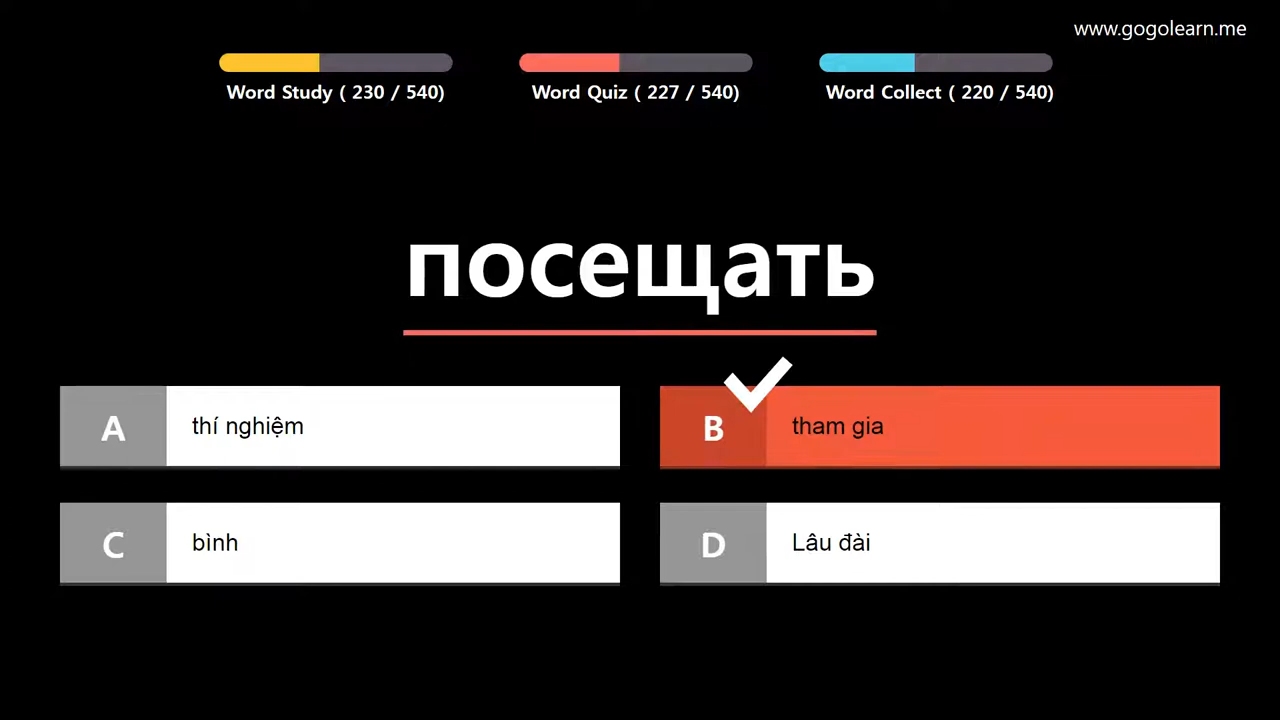 www.gogolearn.me
Word Study ( 230 / 540)
Word Quiz ( 227 / 540)
Word Collect ( 220 / 540)
посещать
A thí nghiệm
B tham gia
C bình
D Lâu đài